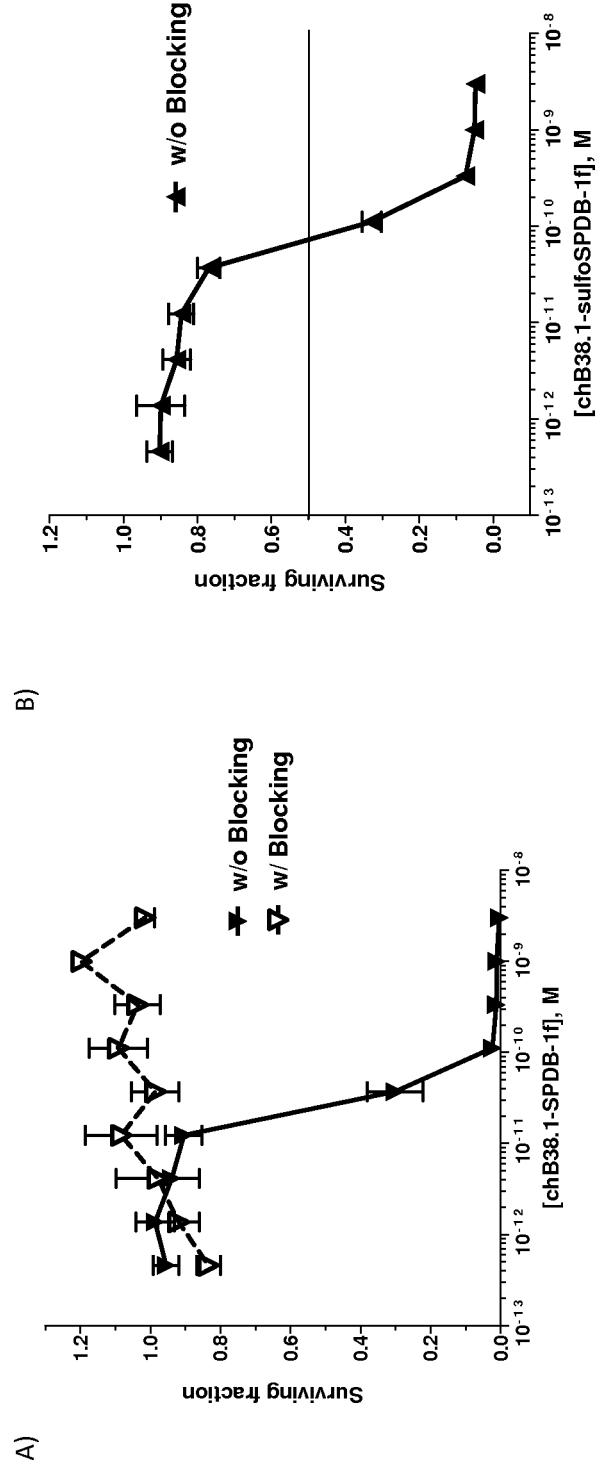 A)
Surviving fraction
1.2
1.0
0.8
0.6
0.4
0.2
0.0
10-13
10-12
10-11
10-10
10-9
10-8
[chB38.1-SPDB-1f], M
w/o Blocking
w/ Blocking
B)
Surviving fraction
1.2
1.0
0.8
0.6
0.4
0.2
0.0
10-13
10-12
10-11
10-10
10-9
10-8
[chB38.1-sulfoSPDB-1f], M
w/o Blocking